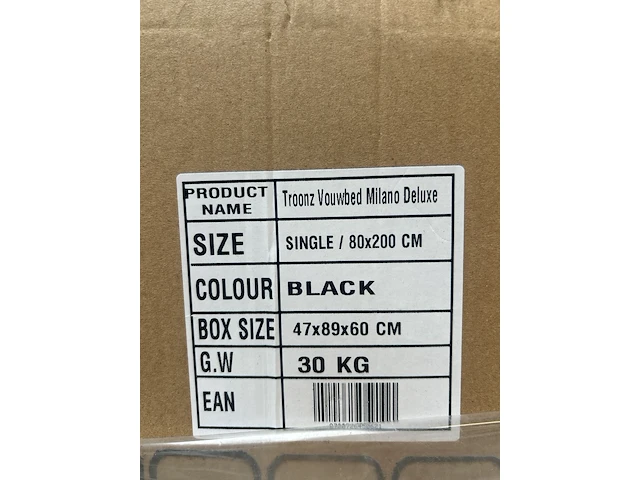 PRODUCT NAME Troonz Vouwbed Milano Deluxe
SIZE SINGLE / 80x200 CM
COLOUR BLACK
BOX SIZE 47x89x60 CM
G.W 30 KG
EAN